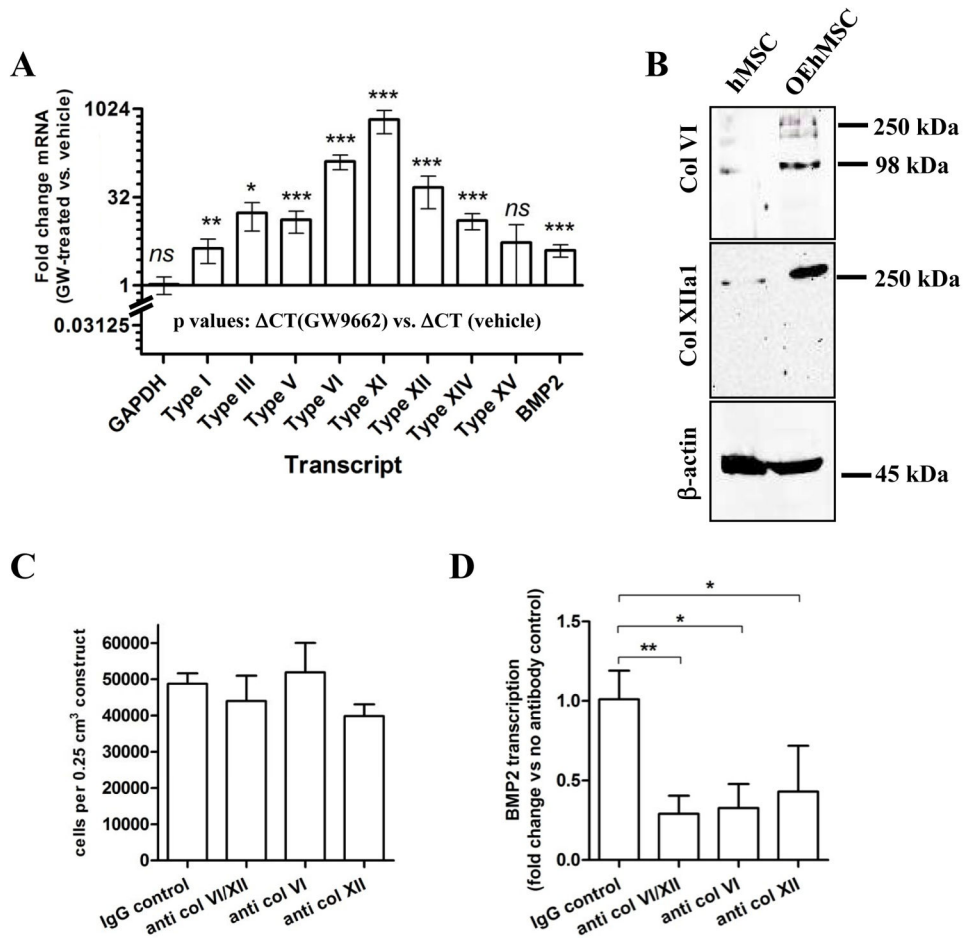 A
Fold change mRNA
(GW-treated vs. vehicle)
1024
32
1
0.03125
ns
**
*
***
***
***
***
***
ns
***
p values: ΔCT(GW9662) vs. ΔCT (vehicle)
GAPDH
Type I
Type III
Type V
Type VI
Type XI
Type XII
Type XIV
Type XV
BMP2
Transcript
B
hMSC
OEhMSC
Col VI
250 kDa
98 kDa
Col XIIa1
250 kDa
β-actin
45 kDa
C
cells per 0.25 cm³ construct
60000
50000
40000
30000
20000
10000
0
IgG control
anti col VI/XII
anti col VI
anti col XII
D
BMP2 transcription
(fold change vs no antibody control)
1.5
1.0
0.5
0.0
*
*
**
IgG control
anti col VI/XII
anti col VI
anti col XII